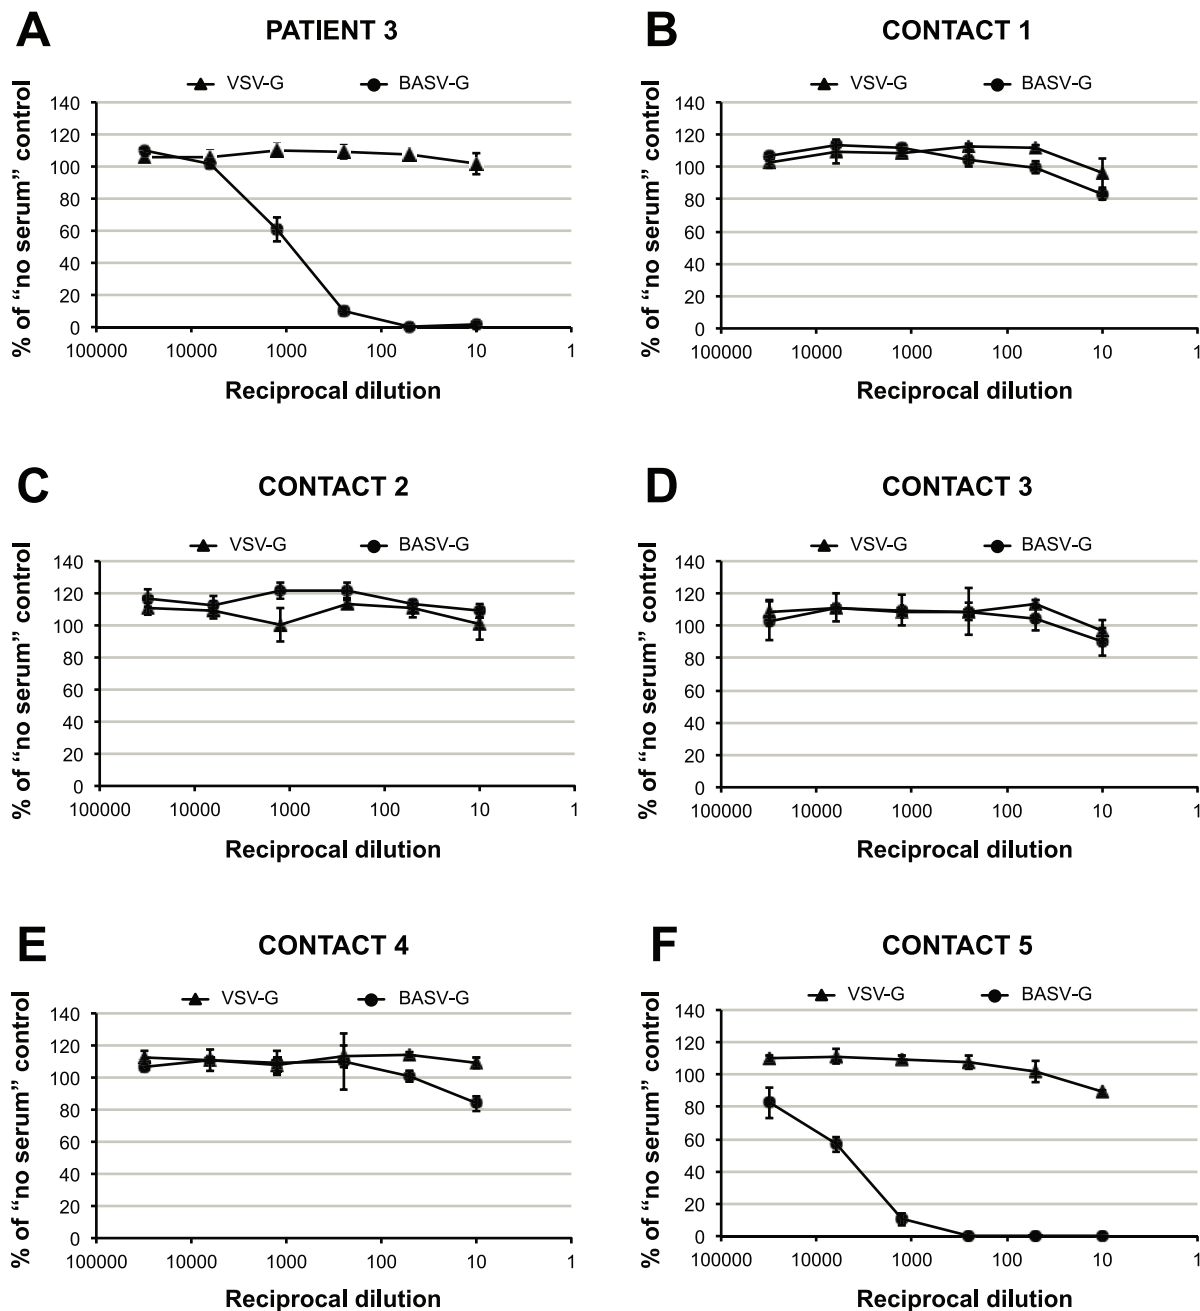 A
PATIENT 3
VSV-G BASV-G
% of “no serum” control
140
120
100
80
60
40
20
0
100000 10000 1000 100 10 1
Reciprocal dilution
B
CONTACT 1
VSV-G BASV-G
% of “no serum” control
140
120
100
80
60
40
20
0
100000 10000 1000 100 10 1
Reciprocal dilution
C
CONTACT 2
VSV-G BASV-G
% of “no serum” control
140
120
100
80
60
40
20
0
100000 10000 1000 100 10 1
Reciprocal dilution
D
CONTACT 3
VSV-G BASV-G
% of “no serum” control
140
120
100
80
60
40
20
0
100000 10000 1000 100 10 1
Reciprocal dilution
E
CONTACT 4
VSV-G BASV-G
% of “no serum” control
140
120
100
80
60
40
20
0
100000 10000 1000 100 10 1
Reciprocal dilution
F
CONTACT 5
VSV-G BASV-G
% of “no serum” control
140
120
100
80
60
40
20
0
100000 10000 1000 100 10 1
Reciprocal dilution